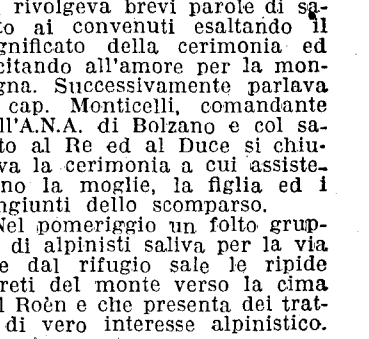 rivolgeva brevi parole di sa-
to ai convenuti esaltando il
gnificato della cerimonia ed
citando all'amore per la mon-
gna. Successivamente parlava
cap. Monticelli, comandante
ll'A.N.A. di Bolzano e col sa-
to al Re ed al Duce si chiu-
va la cerimonia a cui assiste-
no la moglie, la figlia ed i
ngiunti dello scomparso.
Nel pomeriggio un folto grup-
di alpinisti saliva per la via
e dal rifugio sale le ripide
reti del monte verso la cima
l Roèn e che presenta dei trat-
di vero interesse alpinistico.